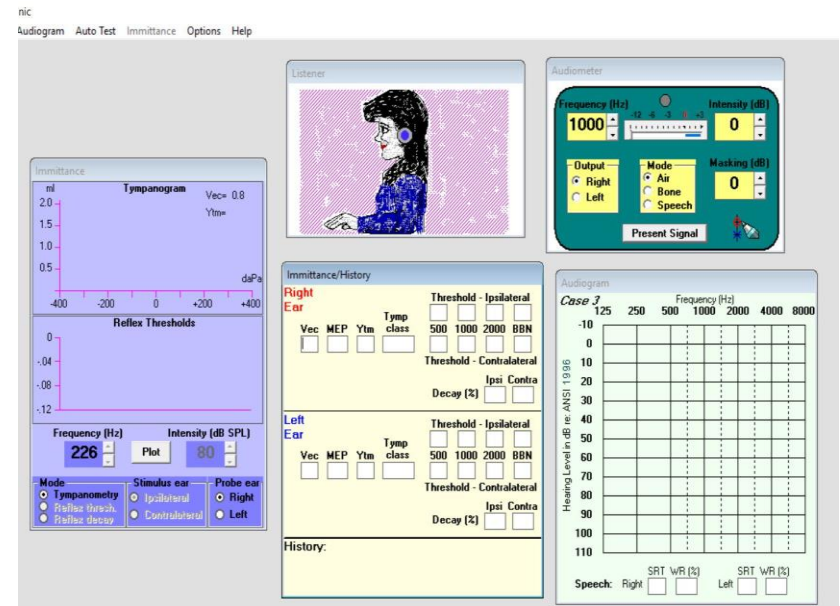 nic
Audiogram Auto Test Immittance Options Help
Listener
Audiometer
Frequency (Hz) Intensity (dB)
-12 -6 -3 0 +3
1000 0
Output Mode Masking (dB)
Right Air 0
Left Bone
Speech
Present Signal
Immittance
ml Tympanogram Vec= 0.8
2.0 Ytm=
1.5
1.0
0.5
daPa
-400 -200 0 +200 +400
Reflex Thresholds
0
-.04
-.08
-.12
Frequency (Hz) Intensity (dB SPL)
226 Plot 80
Mode Stimulus ear Probe ear
Tympanometry Ipsilateral Right
Reflex thresh. Contralateral Left
Reflex decay
Immittance/History
Right Threshold - Ipsilateral
Ear
Tymp
Vec MEP Ytm class 500 1000 2000 BBN
Threshold - Contralateral
Ipsi Contra
Decay (%)
Left Threshold - Ipsilateral
Ear
Tymp
Vec MEP Ytm class 500 1000 2000 BBN
Threshold - Contralateral
Ipsi Contra
Decay (%)
History:
Audiogram
Case 3 Frequency (Hz)
125 250 500 1000 2000 4000 8000
Hearing Level in dB re: ANSI 1996
-10
0
10
20
30
40
50
60
70
80
90
100
110
SRT WR (%) SRT WR (%)
Speech: Right Left